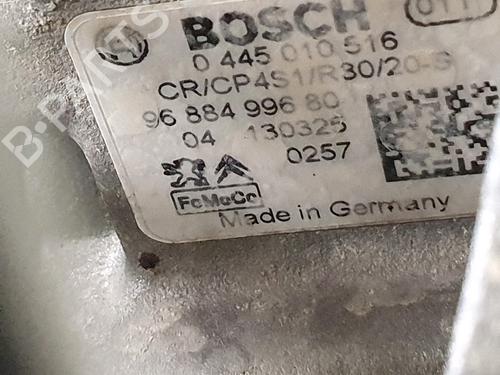 BOSCH
011
0 445 010 516
CR/CP4S1/R30/20-S
96 884 996 80
04 130325
0257
FoMoCo
Made in Germany
B-PARTS